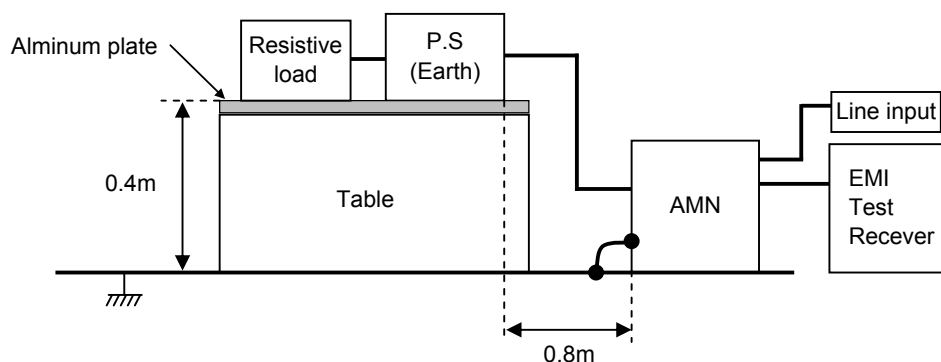 Alminum plate
Resistive
load
P.S
(Earth)
Line input
0.4m
Table
AMN
EMI
Test
Recever
0.8m